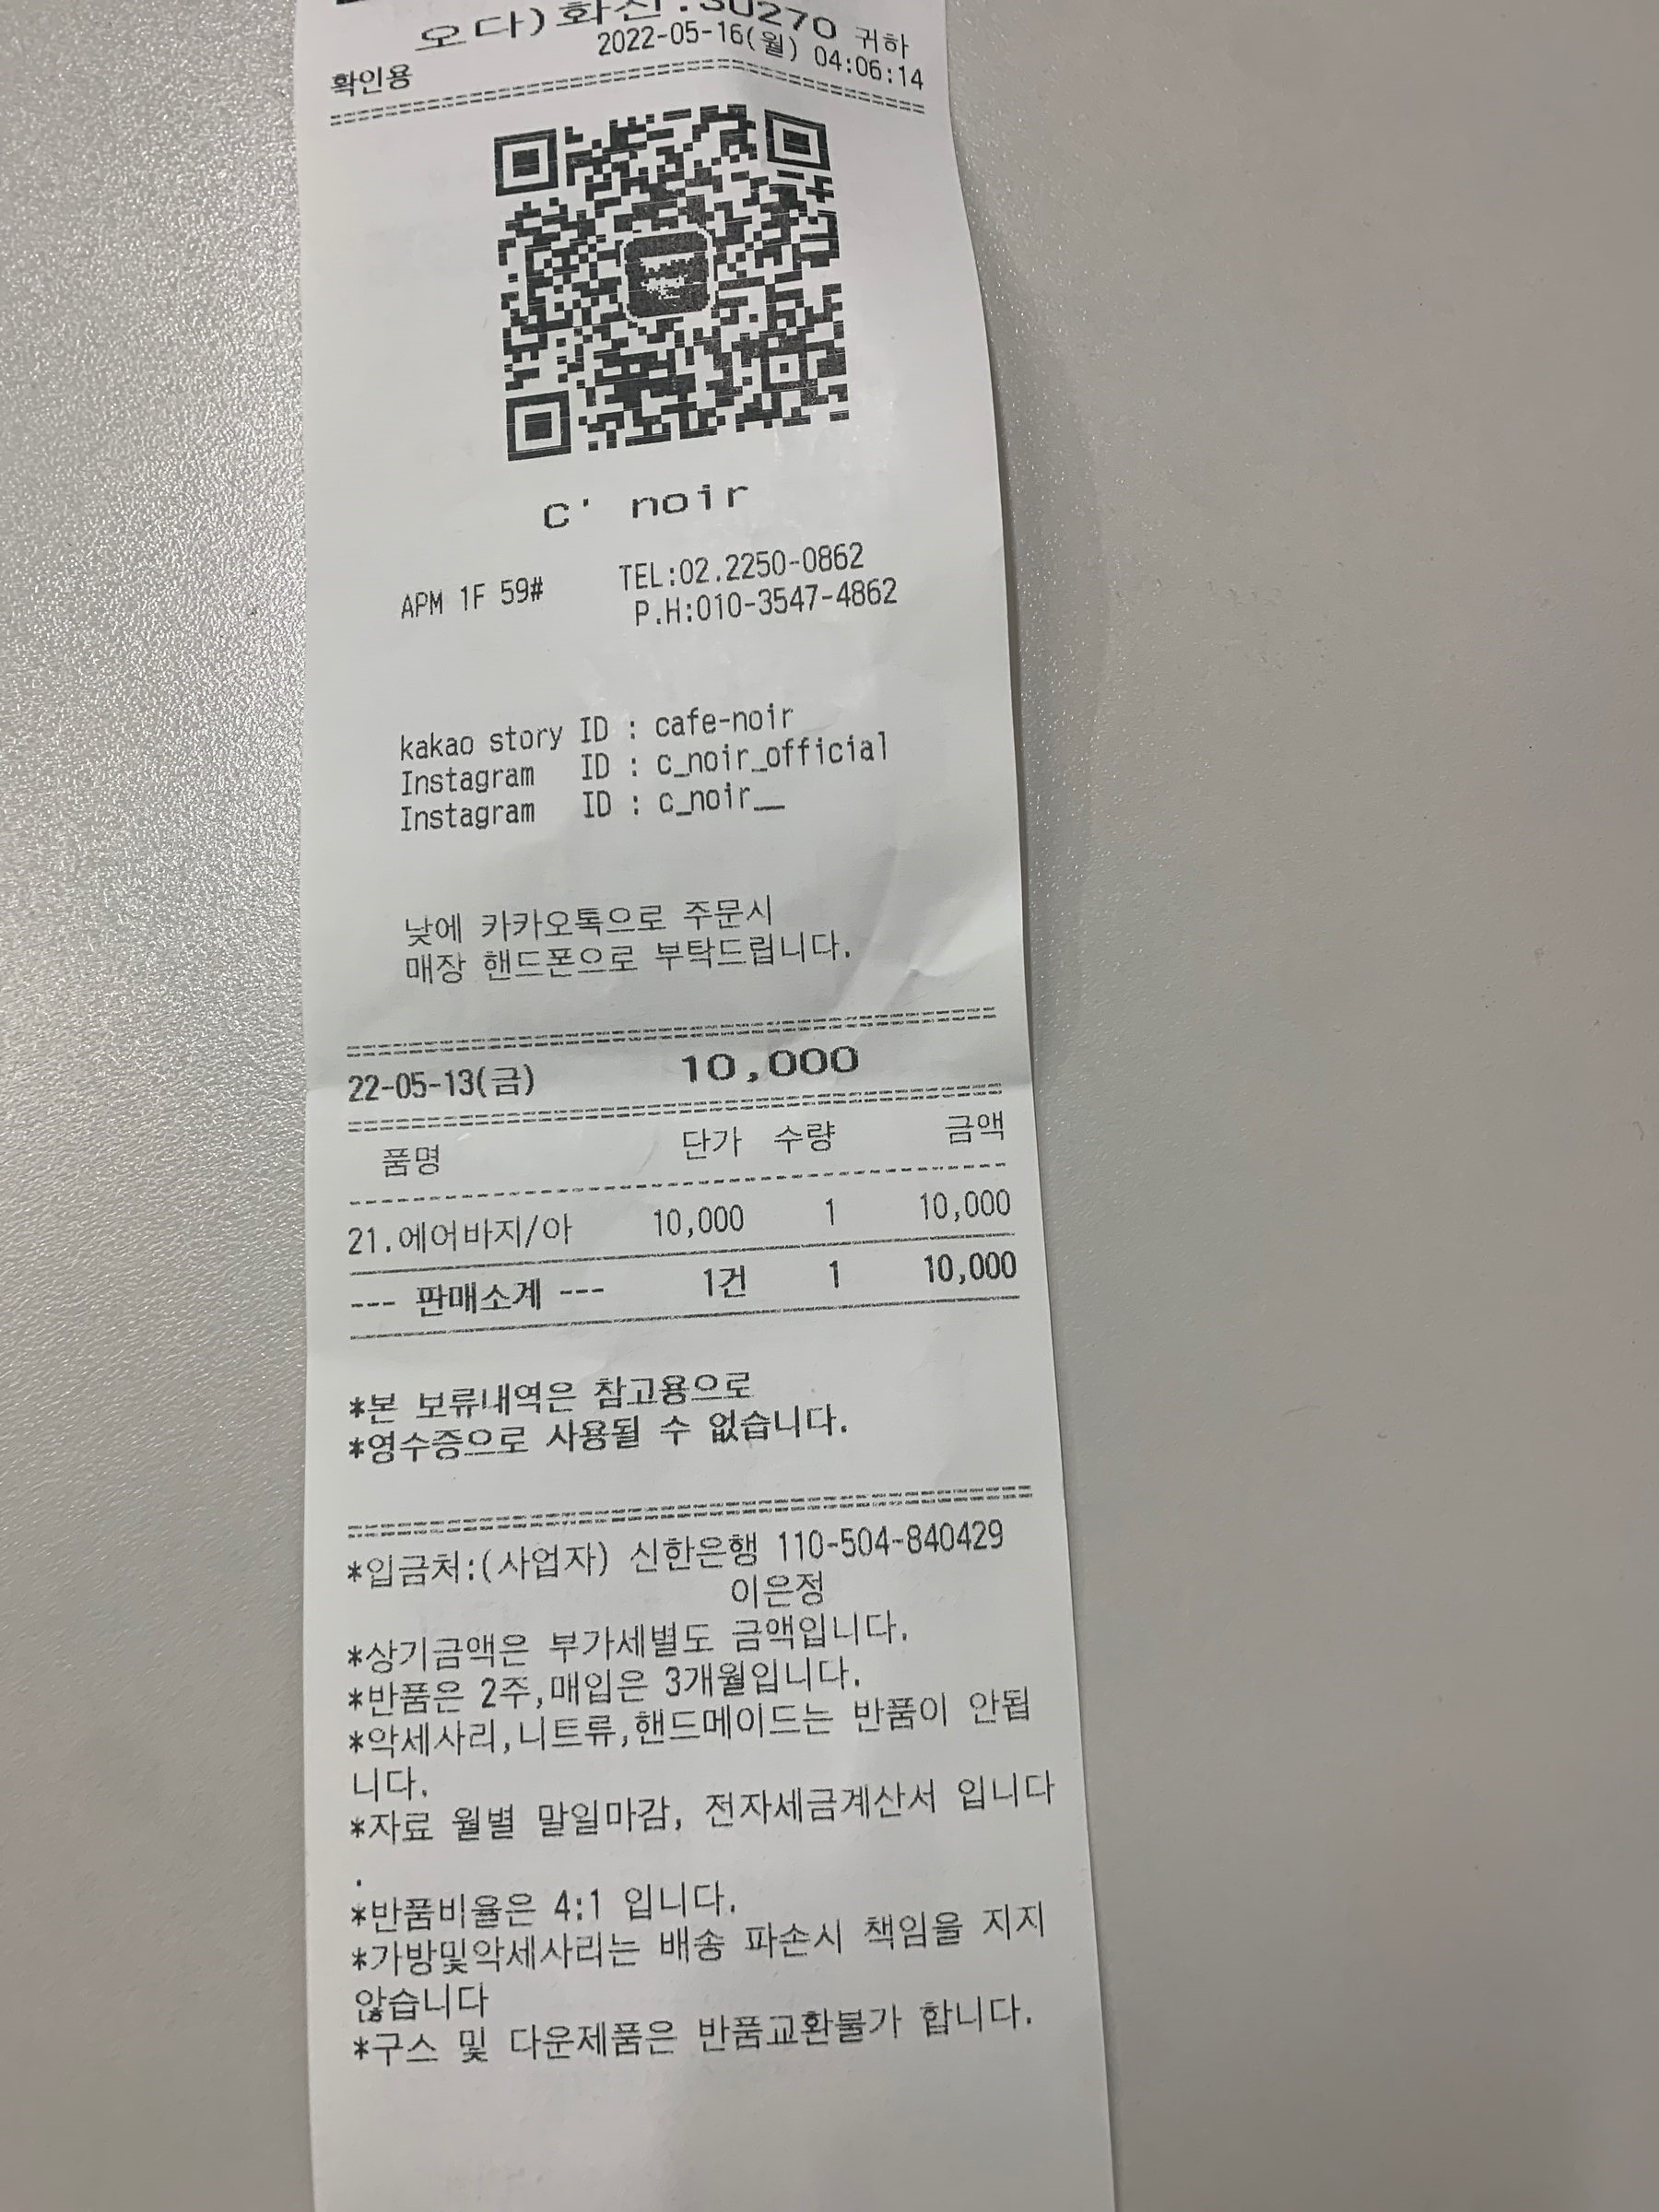 오다)화신.30270 귀하
2022-05-16(월) 04:06:14
확인용
C' noir
APM 1F 59# TEL:02.2250-0862
P.H:010-3547-4862
kakao story ID : cafe-noir
Instagram ID : c_noir_official
Instagram ID : c_noir__
낮에 카카오톡으로 주문시
매장 핸드폰으로 부탁드립니다.
22-05-13(금) 10,000
품명 단가 수량 금액
21.에어바지/아 10,000 1 10,000
--- 판매소계 --- 1건 1 10,000
*본 보류내역은 참고용으로
*영수증으로 사용될 수 없습니다.
*입금처:(사업자) 신한은행 110-504-840429
이은정
*상기금액은 부가세별도 금액입니다.
*반품은 2주,매입은 3개월입니다.
*악세사리,니트류,핸드메이드는 반품이 안됩
니다.
*자료 월별 말일마감, 전자세금계산서 입니다
.
*반품비율은 4:1 입니다.
*가방및악세사리는 배송 파손시 책임을 지지
않습니다
*구스 및 다운제품은 반품교환불가 합니다.